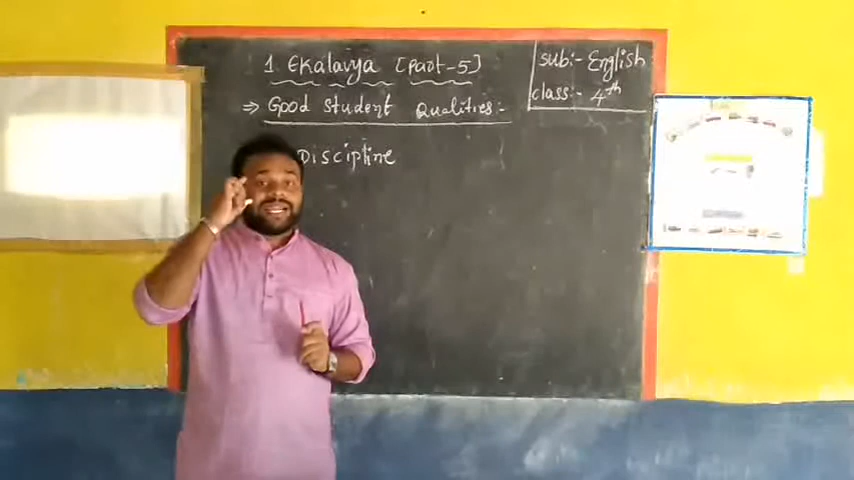 1. Ekalavya [Part-5]
sub:- English
class:- 4th
⇒ Good Student Qualities:-
Discipline